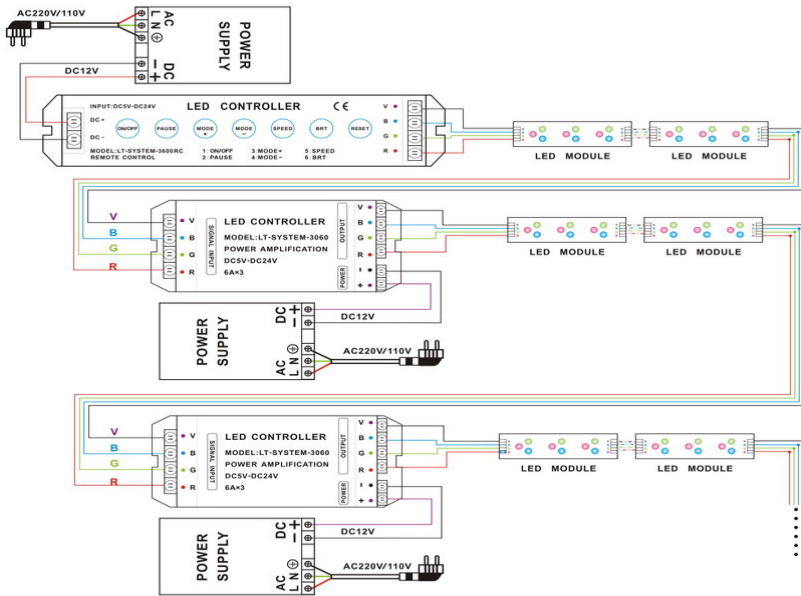 AC220V/110V
AC
L N ⏚
POWER
SUPPLY
DC
− +
DC12V
INPUT:DC5V-DC24V
LED CONTROLLER
CE
DC +
DC −
ON/OFF
PAUSE
MODE +
MODE −
SPEED
BRT
RESET
MODEL:LT-SYSTEM-3600RC
REMOTE CONTROL
1: ON/OFF 3:MODE+ 5:SPEED
2: PAUSE 4:MODE− 6:BRT
V
B
G
R
LED MODULE
LED MODULE
V
B
G
R
V
B
G
R
SIGNAL INPUT
LED CONTROLLER
MODEL:LT-SYSTEM-3060
POWER AMPLIFICATION
DC5V-DC24V
6A×3
OUTPUT
POWER
V
B
G
R
−
+
LED MODULE
LED MODULE
POWER
SUPPLY
DC
− +
DC12V
AC
L N ⏚
AC220V/110V
V
B
G
R
V
B
G
R
SIGNAL INPUT
LED CONTROLLER
MODEL:LT-SYSTEM-3060
POWER AMPLIFICATION
DC5V-DC24V
6A×3
OUTPUT
POWER
V
B
G
R
−
+
LED MODULE
LED MODULE
POWER
SUPPLY
DC
− +
DC12V
AC
L N ⏚
AC220V/110V